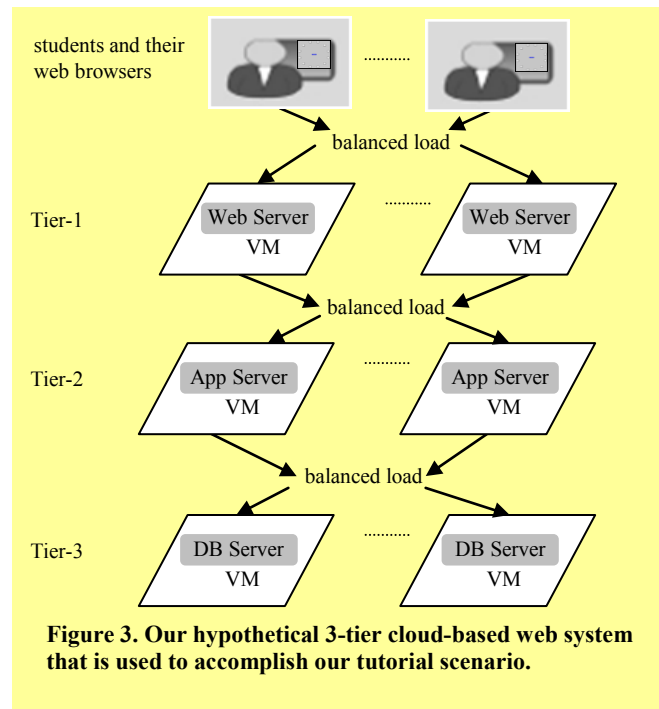 students and their
web browsers
...........
balanced load
Tier-1
Web Server
VM
...........
Web Server
VM
balanced load
Tier-2
App Server
VM
...........
App Server
VM
balanced load
Tier-3
DB Server
VM
...........
DB Server
VM
Figure 3. Our hypothetical 3-tier cloud-based web system
that is used to accomplish our tutorial scenario.